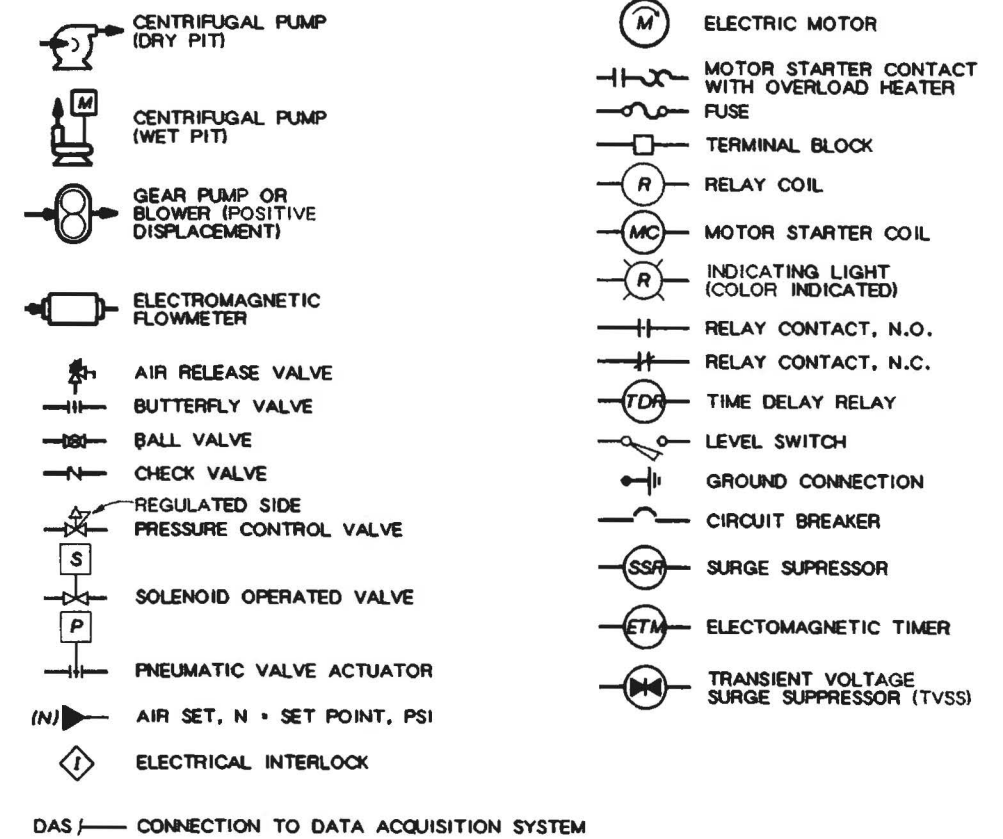 CENTRIFUGAL PUMP
(DRY PIT)
M
CENTRIFUGAL PUMP
(WET PIT)
GEAR PUMP OR
BLOWER (POSITIVE
DISPLACEMENT)
ELECTROMAGNETIC
FLOWMETER
AIR RELEASE VALVE
BUTTERFLY VALVE
BALL VALVE
CHECK VALVE
REGULATED SIDE
PRESSURE CONTROL VALVE
S
SOLENOID OPERATED VALVE
P
PNEUMATIC VALVE ACTUATOR
(N) AIR SET, N = SET POINT, PSI
I ELECTRICAL INTERLOCK
DAS CONNECTION TO DATA ACQUISITION SYSTEM
M ELECTRIC MOTOR
MOTOR STARTER CONTACT
WITH OVERLOAD HEATER
FUSE
TERMINAL BLOCK
R RELAY COIL
MC MOTOR STARTER COIL
R INDICATING LIGHT
(COLOR INDICATED)
RELAY CONTACT, N.O.
RELAY CONTACT, N.C.
TDR TIME DELAY RELAY
LEVEL SWITCH
GROUND CONNECTION
CIRCUIT BREAKER
SSR SURGE SUPRESSOR
ETM ELECTOMAGNETIC TIMER
TRANSIENT VOLTAGE
SURGE SUPPRESSOR (TVSS)